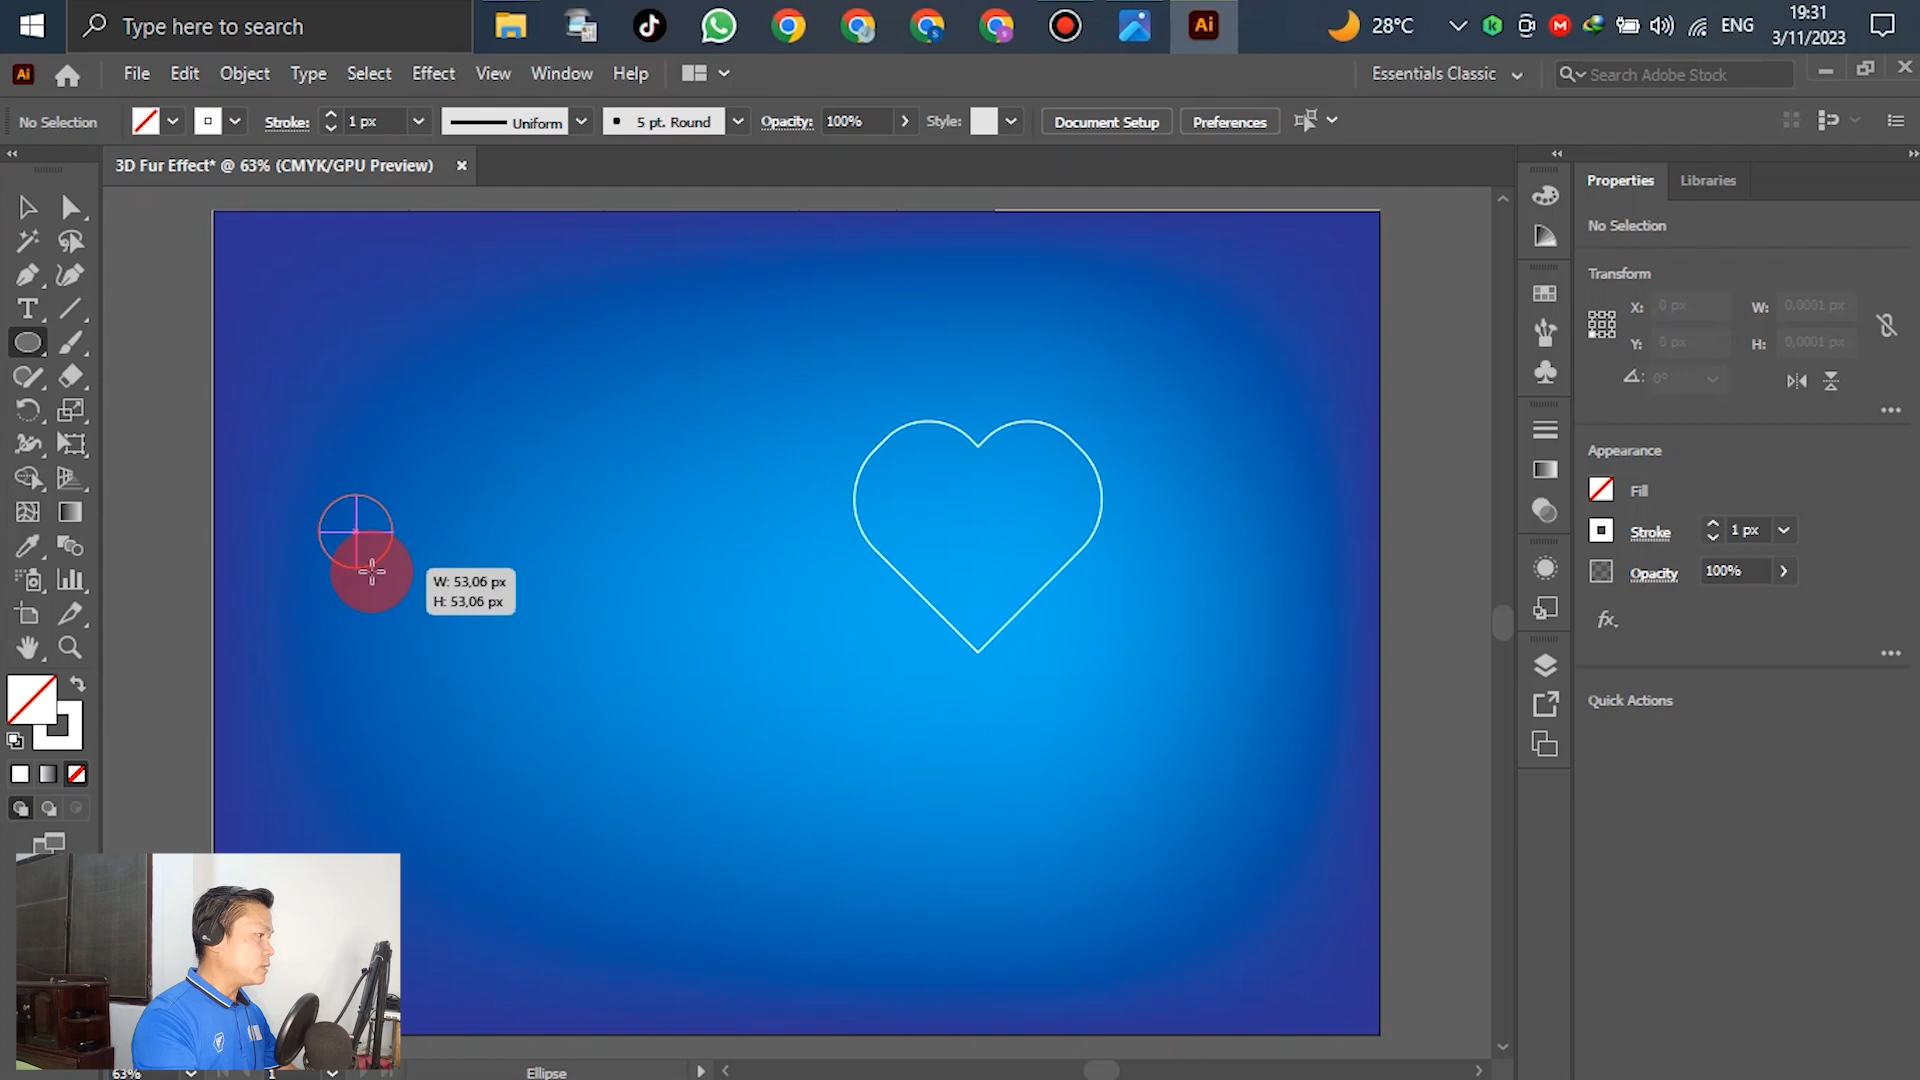 Type here to search
28°C
ENG
19:31
3/11/2023
Ai
File Edit Object Type Select Effect View Window Help
Essentials Classic
Search Adobe Stock
No Selection
Stroke: 1 px
Uniform
5 pt. Round
Opacity: 100%
Style:
Document Setup
Preferences
3D Fur Effect* @ 63% (CMYK/GPU Preview)
Properties
Libraries
No Selection
Transform
X: 0 px W: 0,0001 px
Y: 0 px H: 0,0001 px
0°
Appearance
Fill
Stroke 1 px
Opacity 100%
fx.
Quick Actions
W: 53,06 px
H: 53,06 px
63%
1
Ellipse